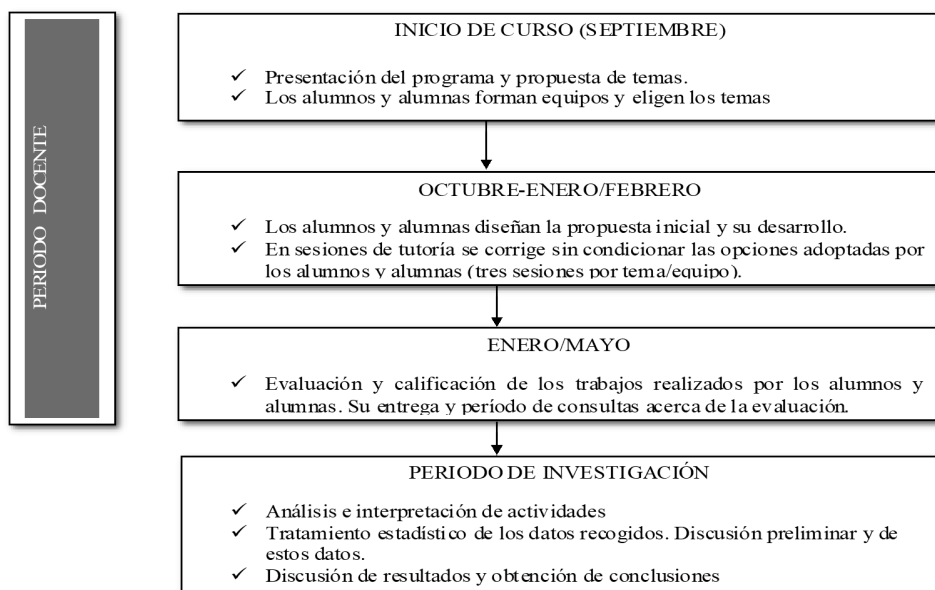 PERIODO DOCENTE
INICIO DE CURSO (SEPTIEMBRE)
✓ Presentación del programa y propuesta de temas.
✓ Los alumnos y alumnas forman equipos y eligen los temas
OCTUBRE-ENERO/FEBRERO
✓ Los alumnos y alumnas diseñan la propuesta inicial y su desarrollo.
✓ En sesiones de tutoría se corrige sin condicionar las opciones adoptadas por
los alumnos y alumnas (tres sesiones por tema/equipo).
ENERO/MAYO
✓ Evaluación y calificación de los trabajos realizados por los alumnos y
alumnas. Su entrega y período de consultas acerca de la evaluación.
PERIODO DE INVESTIGACIÓN
✓ Análisis e interpretación de actividades
✓ Tratamiento estadístico de los datos recogidos. Discusión preliminar y de
estos datos.
✓ Discusión de resultados y obtención de conclusiones